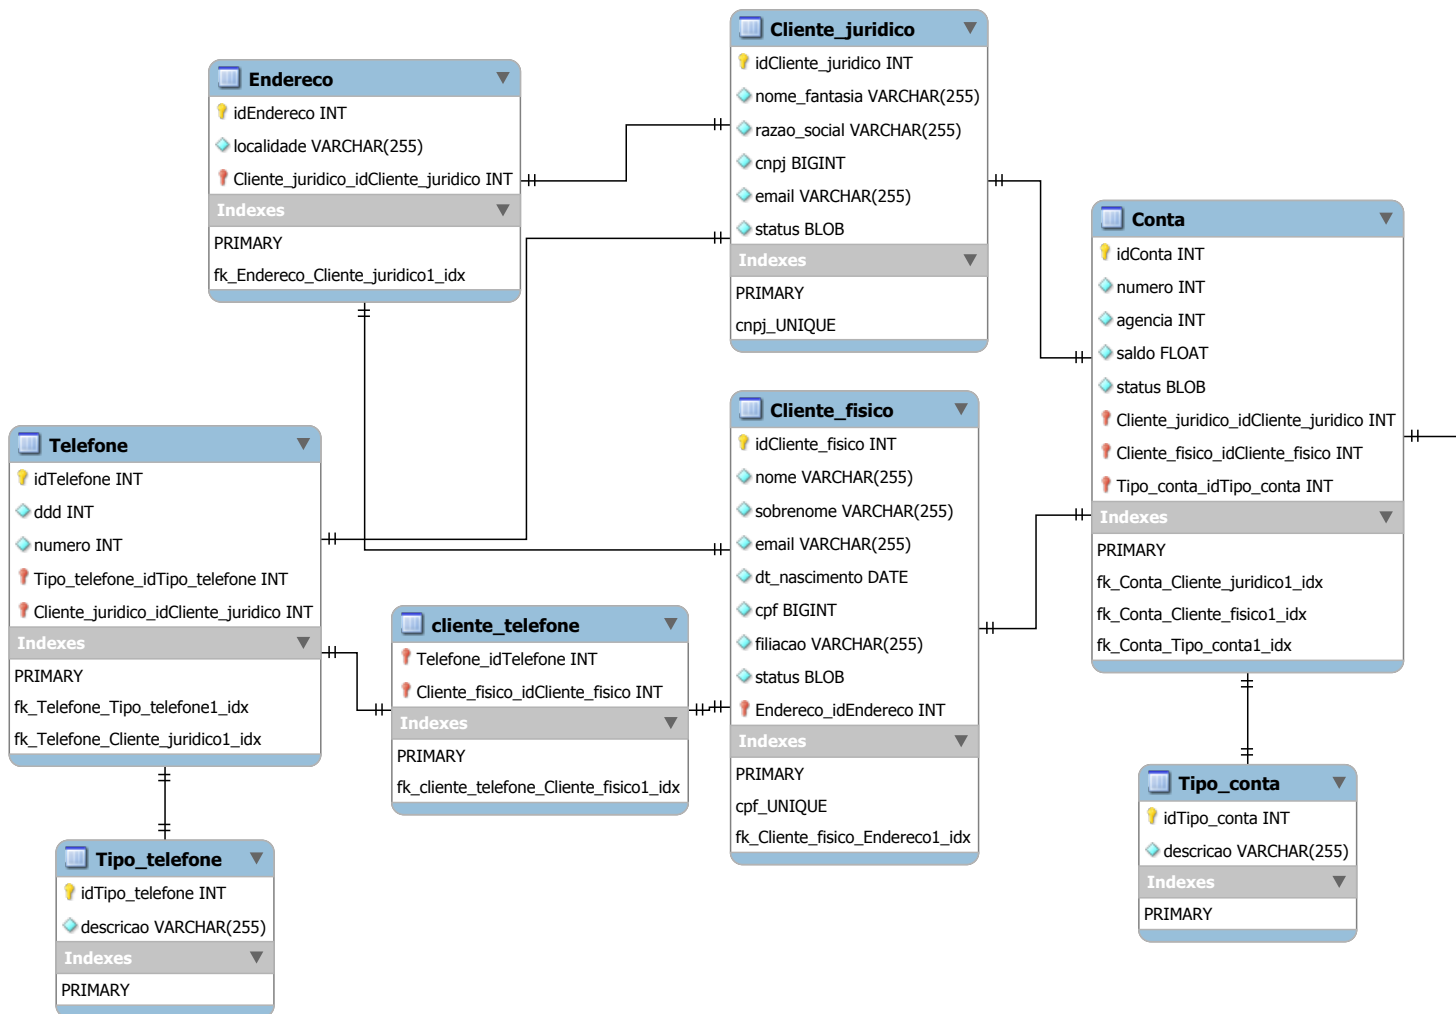 Cliente_juridico
idCliente_juridico INT
nome_fantasia VARCHAR(255)
razao_social VARCHAR(255)
cnpj BIGINT
email VARCHAR(255)
status BLOB
Indexes
PRIMARY
cnpj_UNIQUE
Endereco
idEndereco INT
localidade VARCHAR(255)
Cliente_juridico_idCliente_juridico INT
Indexes
PRIMARY
fk_Endereco_Cliente_juridico1_idx
Conta
idConta INT
numero INT
agencia INT
saldo FLOAT
status BLOB
Cliente_juridico_idCliente_juridico INT
Cliente_fisico_idCliente_fisico INT
Tipo_conta_idTipo_conta INT
Indexes
PRIMARY
fk_Conta_Cliente_juridico1_idx
fk_Conta_Cliente_fisico1_idx
fk_Conta_Tipo_conta1_idx
Cliente_fisico
idCliente_fisico INT
nome VARCHAR(255)
sobrenome VARCHAR(255)
email VARCHAR(255)
dt_nascimento DATE
cpf BIGINT
filiacao VARCHAR(255)
status BLOB
Endereco_idEndereco INT
Indexes
PRIMARY
cpf_UNIQUE
fk_Cliente_fisico_Endereco1_idx
Telefone
idTelefone INT
ddd INT
numero INT
Tipo_telefone_idTipo_telefone INT
Cliente_juridico_idCliente_juridico INT
Indexes
PRIMARY
fk_Telefone_Tipo_telefone1_idx
fk_Telefone_Cliente_juridico1_idx
cliente_telefone
Telefone_idTelefone INT
Cliente_fisico_idCliente_fisico INT
Indexes
PRIMARY
fk_cliente_telefone_Cliente_fisico1_idx
Tipo_conta
idTipo_conta INT
descricao VARCHAR(255)
Indexes
PRIMARY
Tipo_telefone
idTipo_telefone INT
descricao VARCHAR(255)
Indexes
PRIMARY